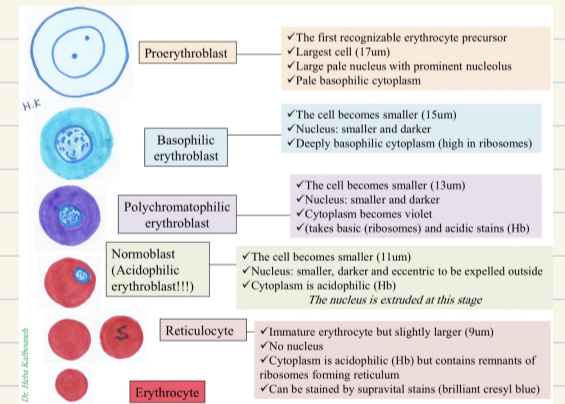 Proerythroblast
✓The first recognizable erythrocyte precursor
✓Largest cell (17um)
✓Large pale nucleus with prominent nucleolus
✓Pale basophilic cytoplasm
H.K
Basophilic
erythroblast
✓The cell becomes smaller (15um)
✓Nucleus: smaller and darker
✓Deeply basophilic cytoplasm (high in ribosomes)
Polychromatophilic
erythroblast
✓The cell becomes smaller (13um)
✓Nucleus: smaller and darker
✓Cytoplasm becomes violet
✓(takes basic (ribosomes) and acidic stains (Hb)
Normoblast
(Acidophilic
erythroblast!!!)
✓The cell becomes smaller (11um)
✓Nucleus: smaller, darker and eccentric to be expelled outside
✓Cytoplasm is acidophilic (Hb)
The nucleus is extruded at this stage
Reticulocyte
✓Immature erythrocyte but slightly larger (9um)
✓No nucleus
✓Cytoplasm is acidophilic (Hb) but contains remnants of
ribosomes forming reticulum
✓Can be stained by supravital stains (brilliant cresyl blue)
Erythrocyte
Dr. Heba Kalbouneh